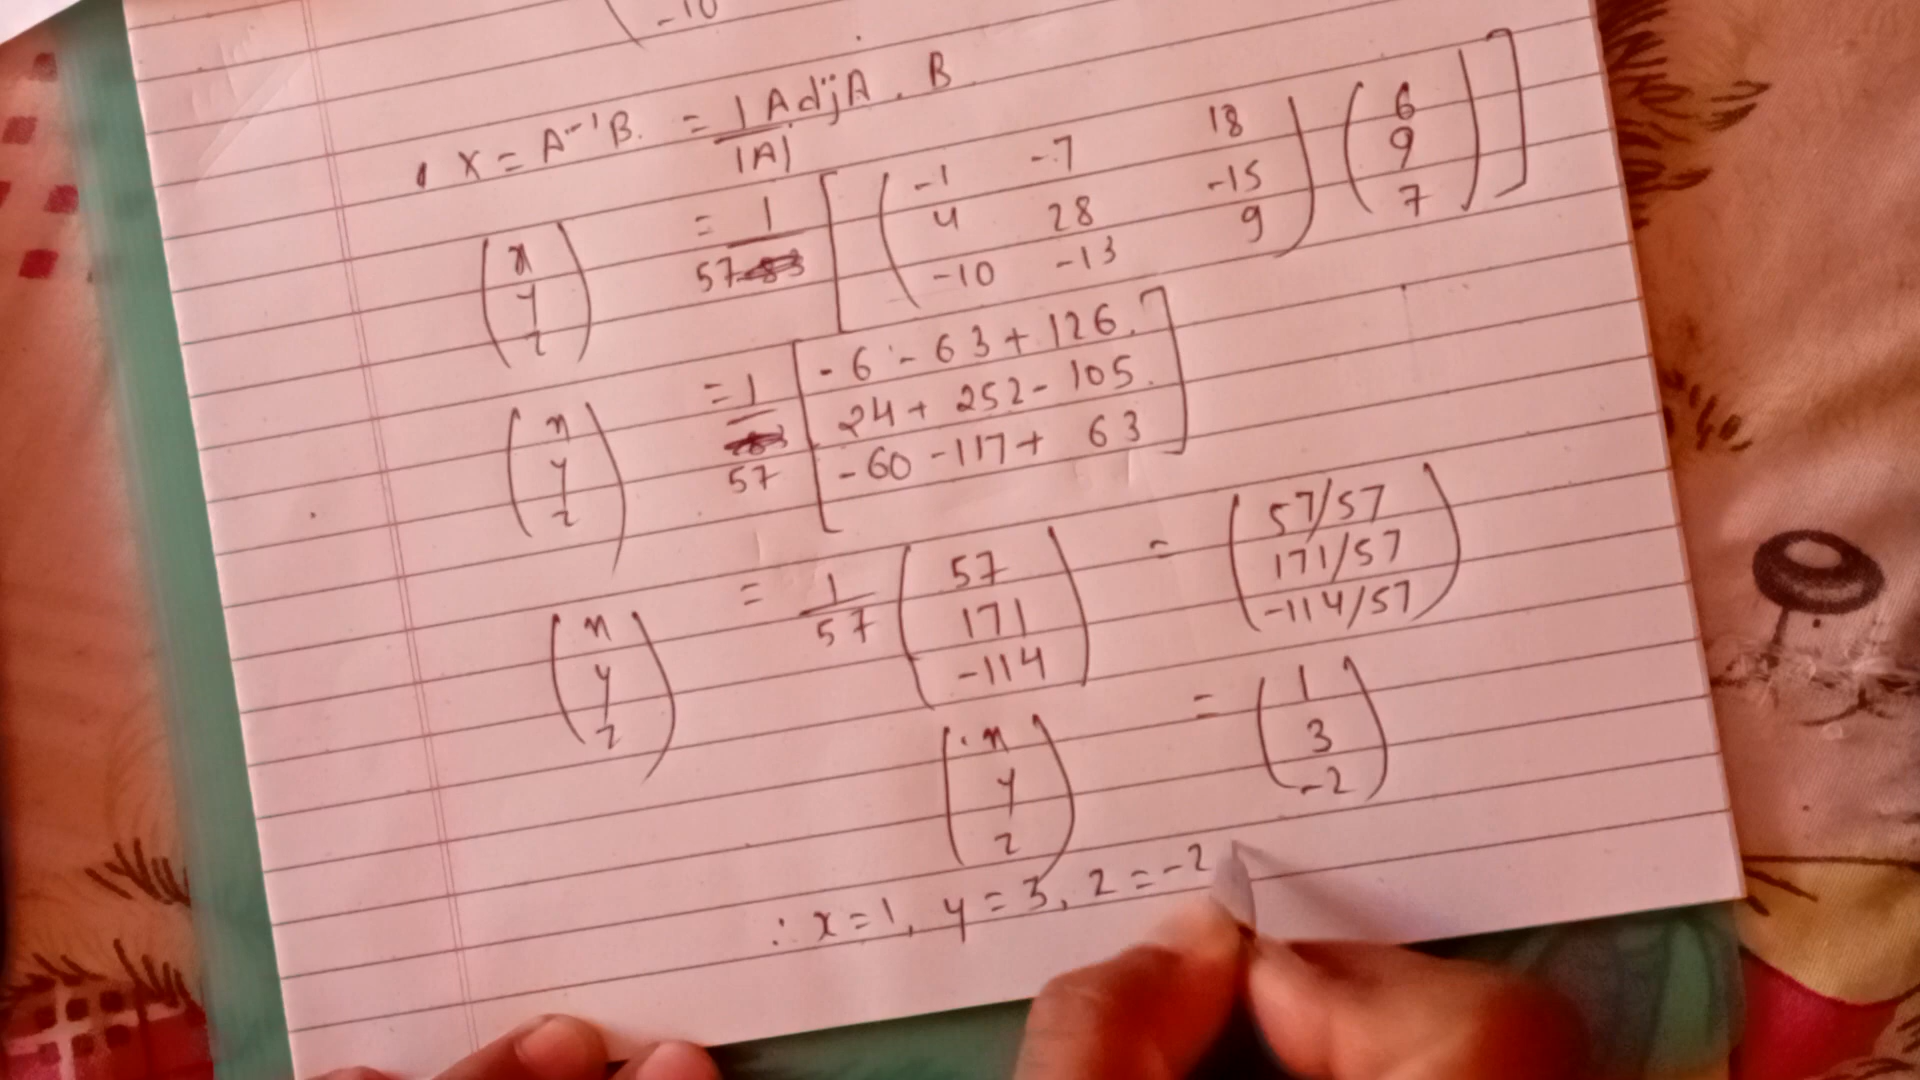 -10
X = A⁻¹B. = 1/|A| AdjA . B
(x y z) = 1/57 [ ( -1 -7 18
4 28 -15
-10 -13 9 ) ( 6 9 7 ) ]
(x y z) = 1/57 [ -6 - 63 + 126.
24 + 252 - 105.
-60 - 117 + 63 ]
(x y z) = 1/57 ( 57 171 -114 ) = ( 57/57 171/57 -114/57 )
(x y z) = ( 1 3 -2 )
∴ x = 1, y = 3, z = -2